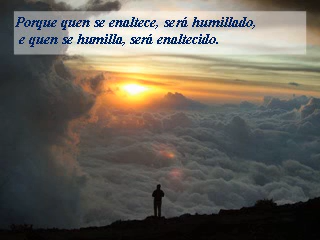 Porque quen se enaltece, será humillado,
e quen se humilla, será enaltecido.